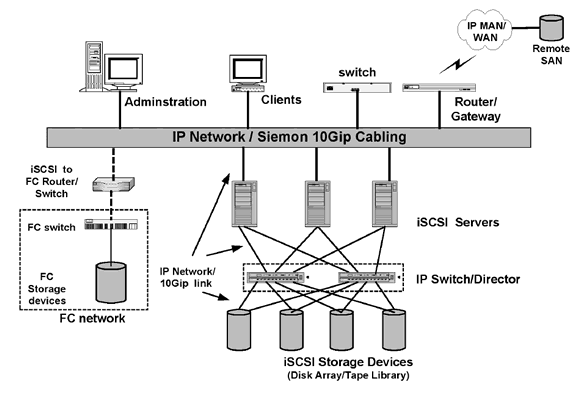 IP MAN/
WAN
Remote
SAN
switch
Adminstration
Clients
Router/
Gateway
IP Network / Siemon 10Gip Cabling
iSCSI to
FC Router/
Switch
FC switch
FC
Storage
devices
FC network
iSCSI Servers
IP Network/
10Gip link
IP Switch/Director
iSCSI Storage Devices
(Disk Array/Tape Library)